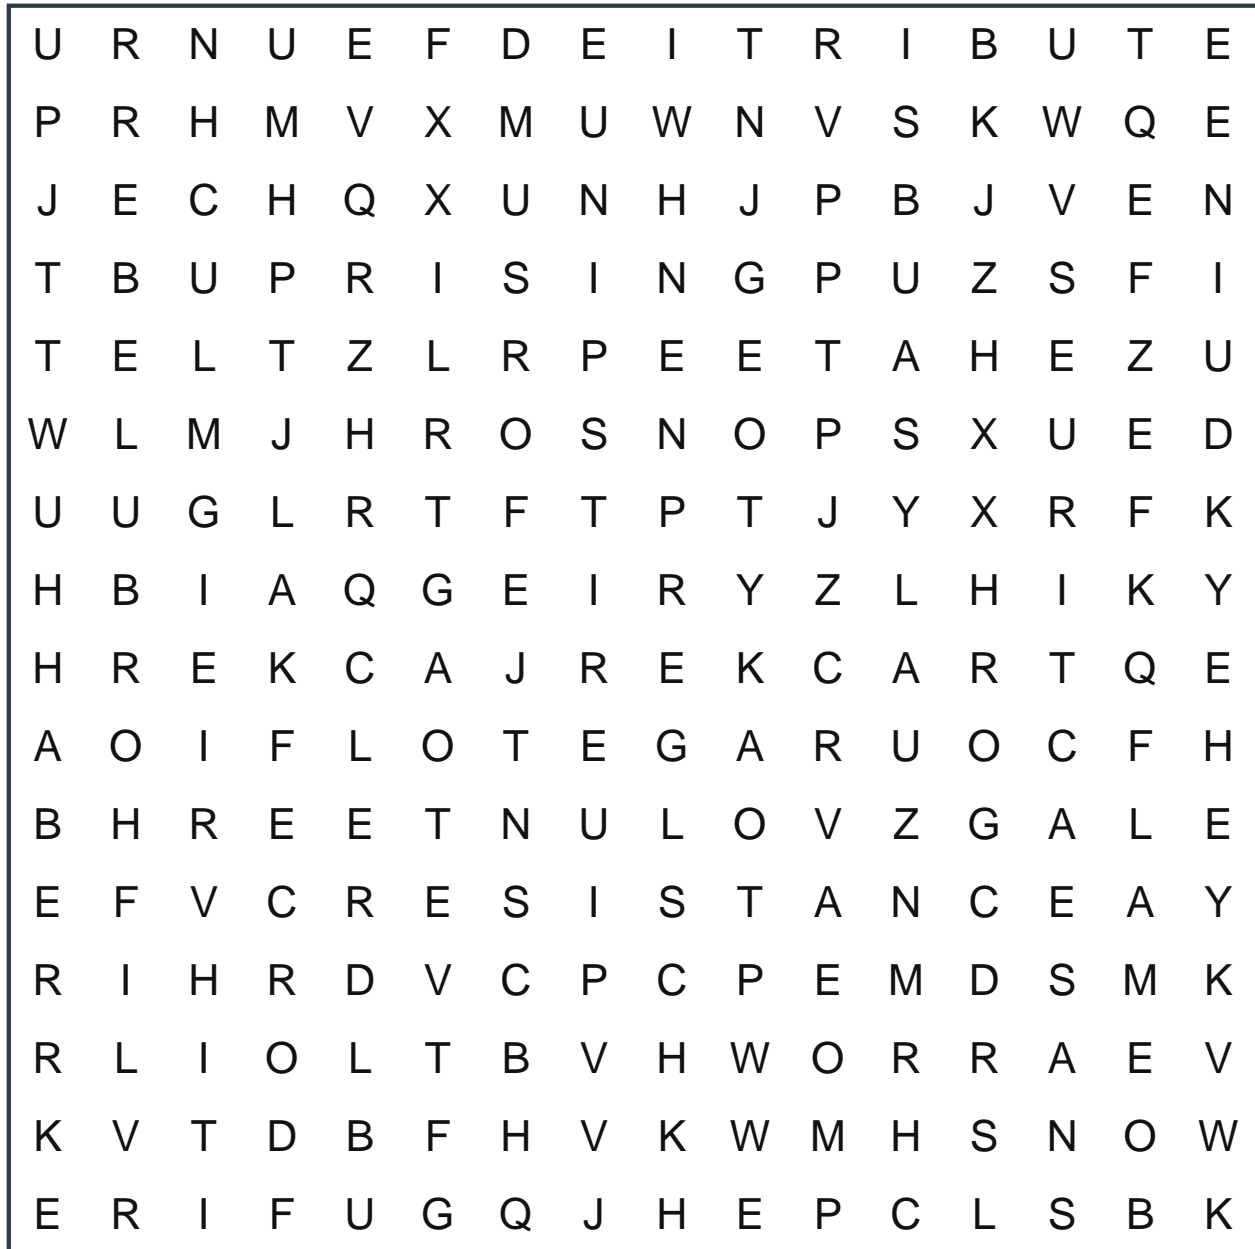 U R N U E F D E I T R I B U T E
P R H M V X M U W N V S K W Q E
J E C H Q X U N H J P B J V E N
T B U P R I S I N G P U Z S F I
T E L T Z L R P E E T A H E Z U
W L M J H R O S N O P S X U E D
U U G L R T F T P T J Y X R F K
H B I A Q G E I R Y Z L H I K Y
H R E K C A J R E K C A R T Q E
A O I F L O T E G A R U O C F H
B H R E E T N U L O V Z G A L E
E F V C R E S I S T A N C E A Y
R I H R D V C P C P E M D S M K
R L I O L T B V H W O R R A E V
K V T D B F H V K W M H S N O W
E R I F U G Q J H E P C L S B K